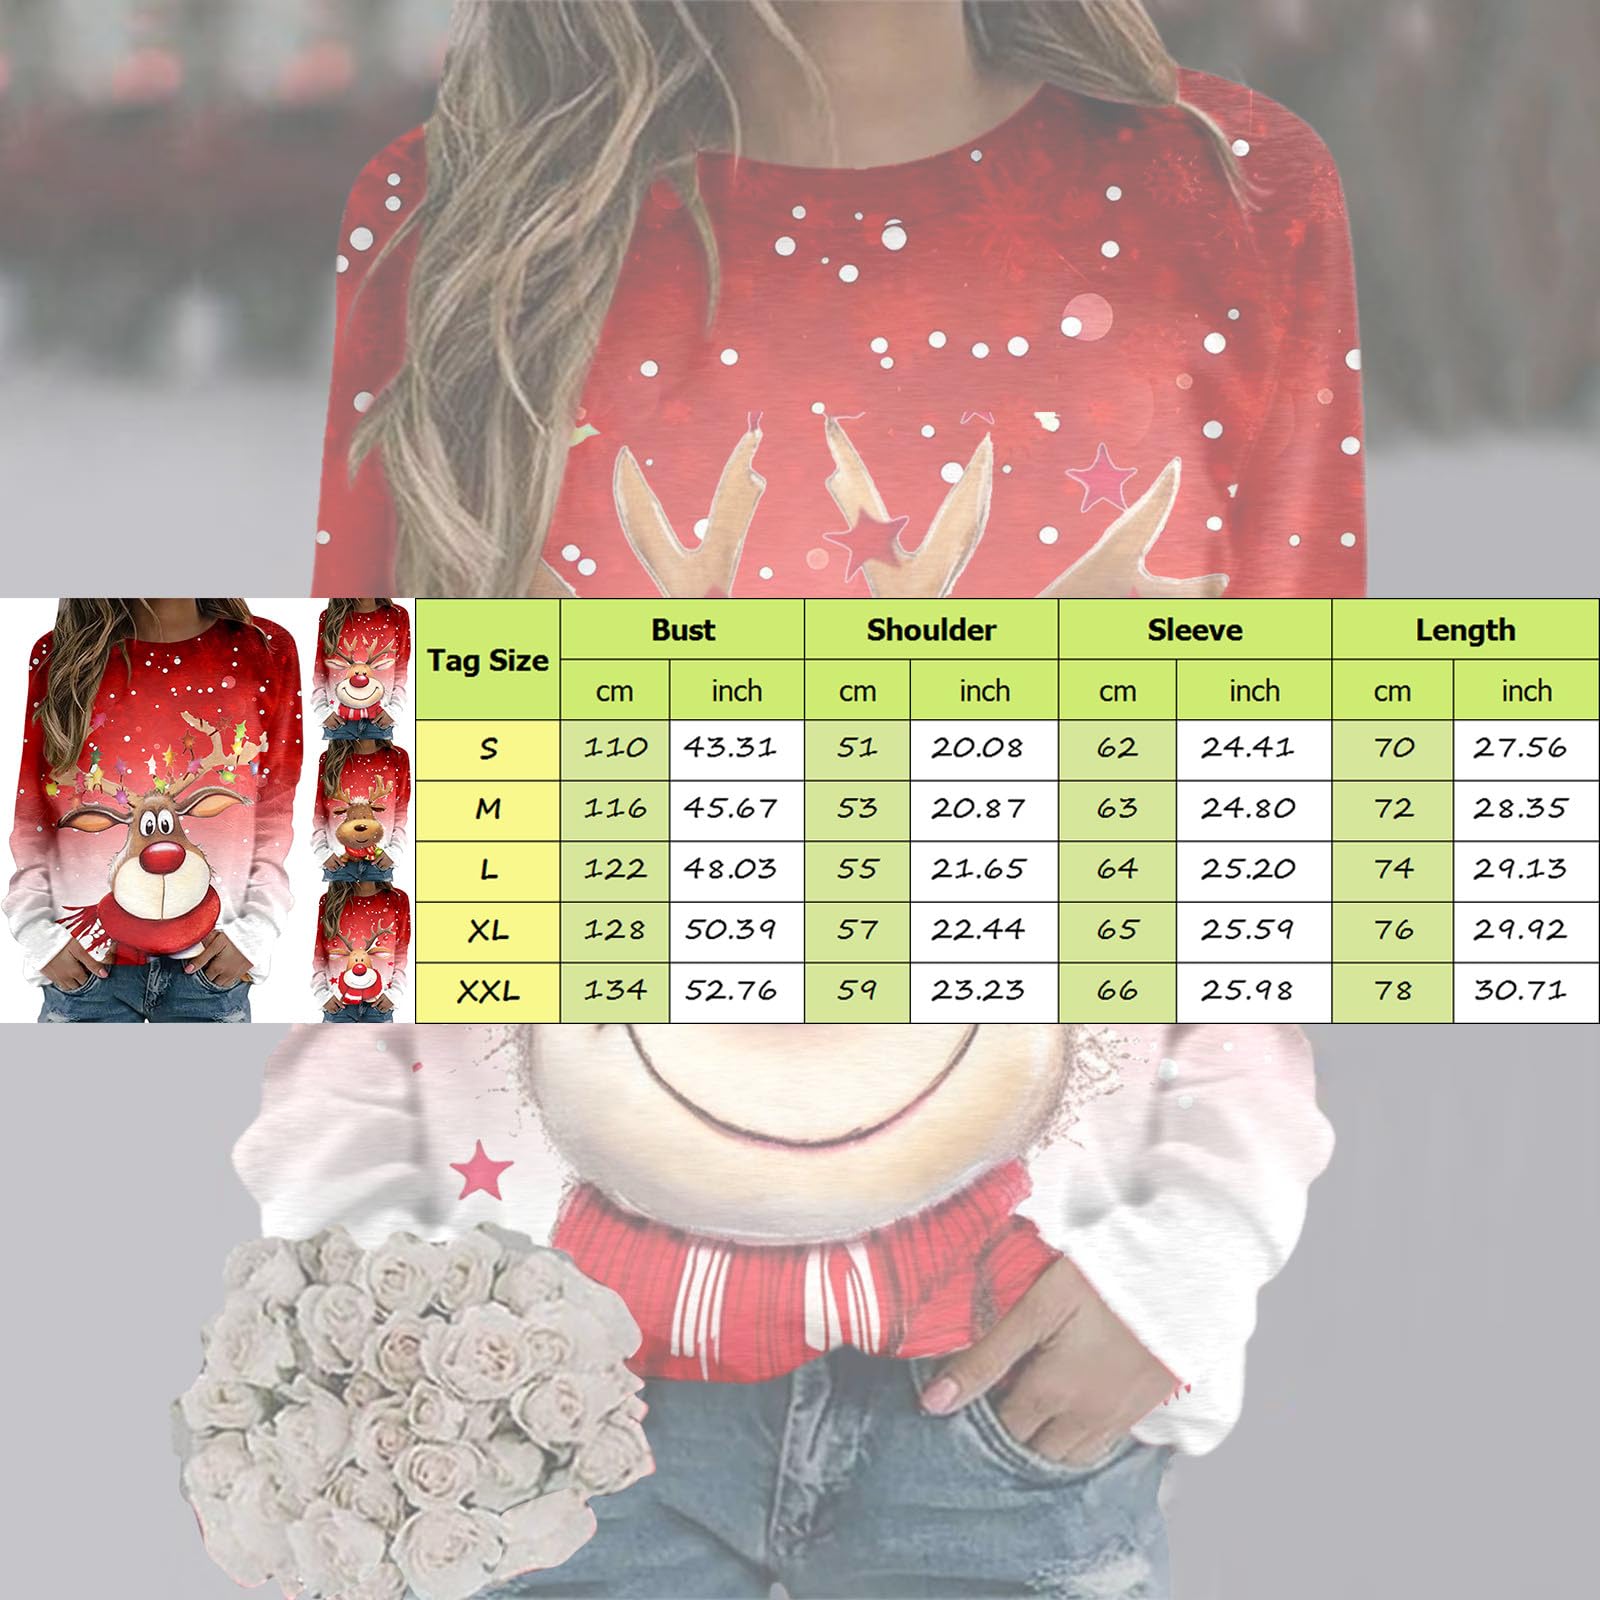 Tag Size Bust Shoulder Sleeve Length
cm inch cm inch cm inch cm inch
S 110 43.31 51 20.08 62 24.41 70 27.56
M 116 45.67 53 20.87 63 24.80 72 28.35
L 122 48.03 55 21.65 64 25.20 74 29.13
XL 128 50.39 57 22.44 65 25.59 76 29.92
XXL 134 52.76 59 23.23 66 25.98 78 30.71